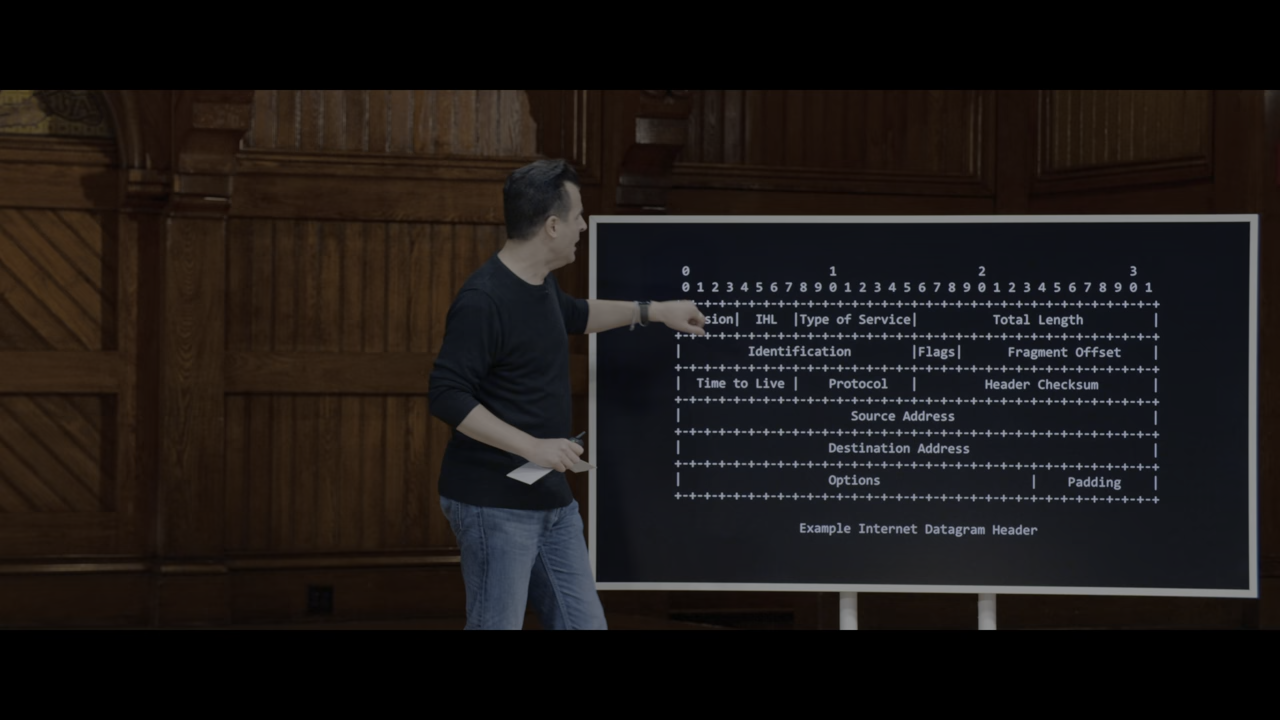 0 1 2 3
0 1 2 3 4 5 6 7 8 9 0 1 2 3 4 5 6 7 8 9 0 1 2 3 4 5 6 7 8 9 0 1
+-+-+-+-+-+-+-+-+-+-+-+-+-+-+-+-+-+-+-+-+-+-+-+-+-+-+-+-+-+-+-+-+
sion| IHL |Type of Service| Total Length |
+-+-+-+-+-+-+-+-+-+-+-+-+-+-+-+-+-+-+-+-+-+-+-+-+-+-+-+-+-+-+-+-+
| Identification |Flags| Fragment Offset |
+-+-+-+-+-+-+-+-+-+-+-+-+-+-+-+-+-+-+-+-+-+-+-+-+-+-+-+-+-+-+-+-+
| Time to Live | Protocol | Header Checksum |
+-+-+-+-+-+-+-+-+-+-+-+-+-+-+-+-+-+-+-+-+-+-+-+-+-+-+-+-+-+-+-+-+
| Source Address |
+-+-+-+-+-+-+-+-+-+-+-+-+-+-+-+-+-+-+-+-+-+-+-+-+-+-+-+-+-+-+-+-+
| Destination Address |
+-+-+-+-+-+-+-+-+-+-+-+-+-+-+-+-+-+-+-+-+-+-+-+-+-+-+-+-+-+-+-+-+
| Options | Padding |
+-+-+-+-+-+-+-+-+-+-+-+-+-+-+-+-+-+-+-+-+-+-+-+-+-+-+-+-+-+-+-+-+
Example Internet Datagram Header